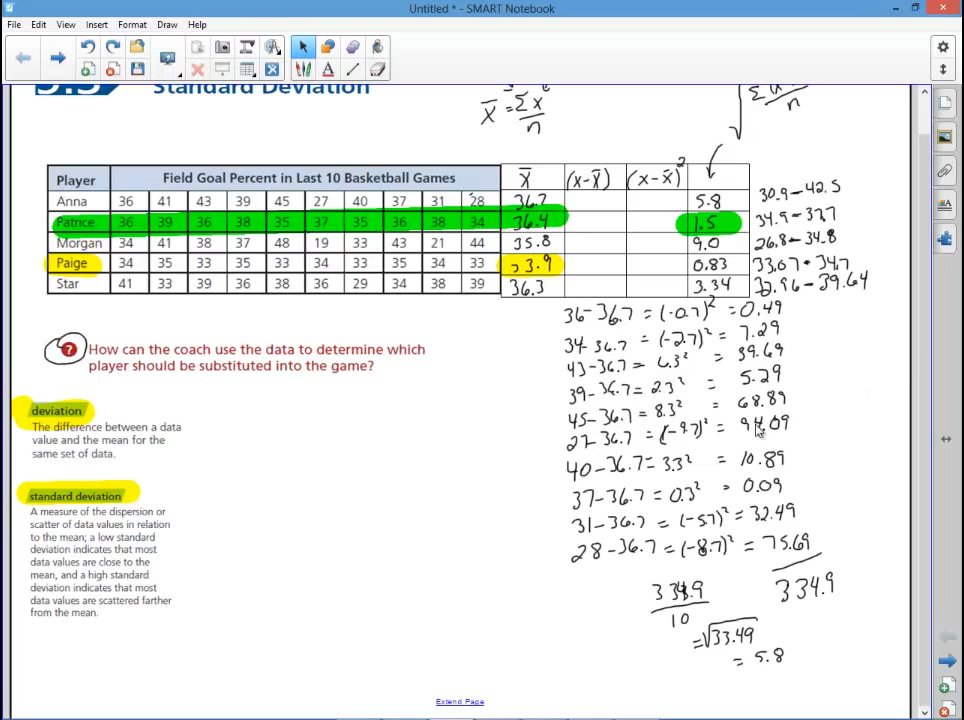 Untitled * - SMART Notebook
File Edit View Insert Format Draw Help
Standard Deviation
x̄ = Σx / n
Player Field Goal Percent in Last 10 Basketball Games x̄ (x-x̄) (x-x̄)²
Anna 36 41 43 39 45 27 40 37 31 28 36.7 5.8 30.9-42.5
Patrice 36 39 36 38 35 37 35 36 38 34 36.4 1.5 34.9-37.7
Morgan 34 41 38 37 48 19 33 43 21 44 35.8 9.0 26.8-34.8
Paige 34 35 33 35 33 34 33 35 34 33 33.9 0.83 33.07-34.7
Star 41 33 39 36 38 36 29 34 38 39 36.3 3.34 32.96-39.64
36-36.7 = (-0.7)² = 0.49
34-36.7 = (-2.7)² = 7.29
43-36.7 = 6.3² = 39.69
39-36.7 = 2.3² = 5.29
45-36.7 = 8.3² = 68.89
27-36.7 = (-9.7)² = 94.09
40-36.7 = 3.3² = 10.89
37-36.7 = 0.3² = 0.09
31-36.7 = (-5.7)² = 32.49
28-36.7 = (-8.7)² = 75.69
334.9
334.9
10
= √33.49
= 5.8
? How can the coach use the data to determine which
player should be substituted into the game?
deviation
The difference between a data
value and the mean for the
same set of data.
standard deviation
A measure of the dispersion or
scatter of data values in relation
to the mean; a low standard
deviation indicates that most
data values are close to the
mean, and a high standard
deviation indicates that most
data values are scattered farther
from the mean.
Extend Page